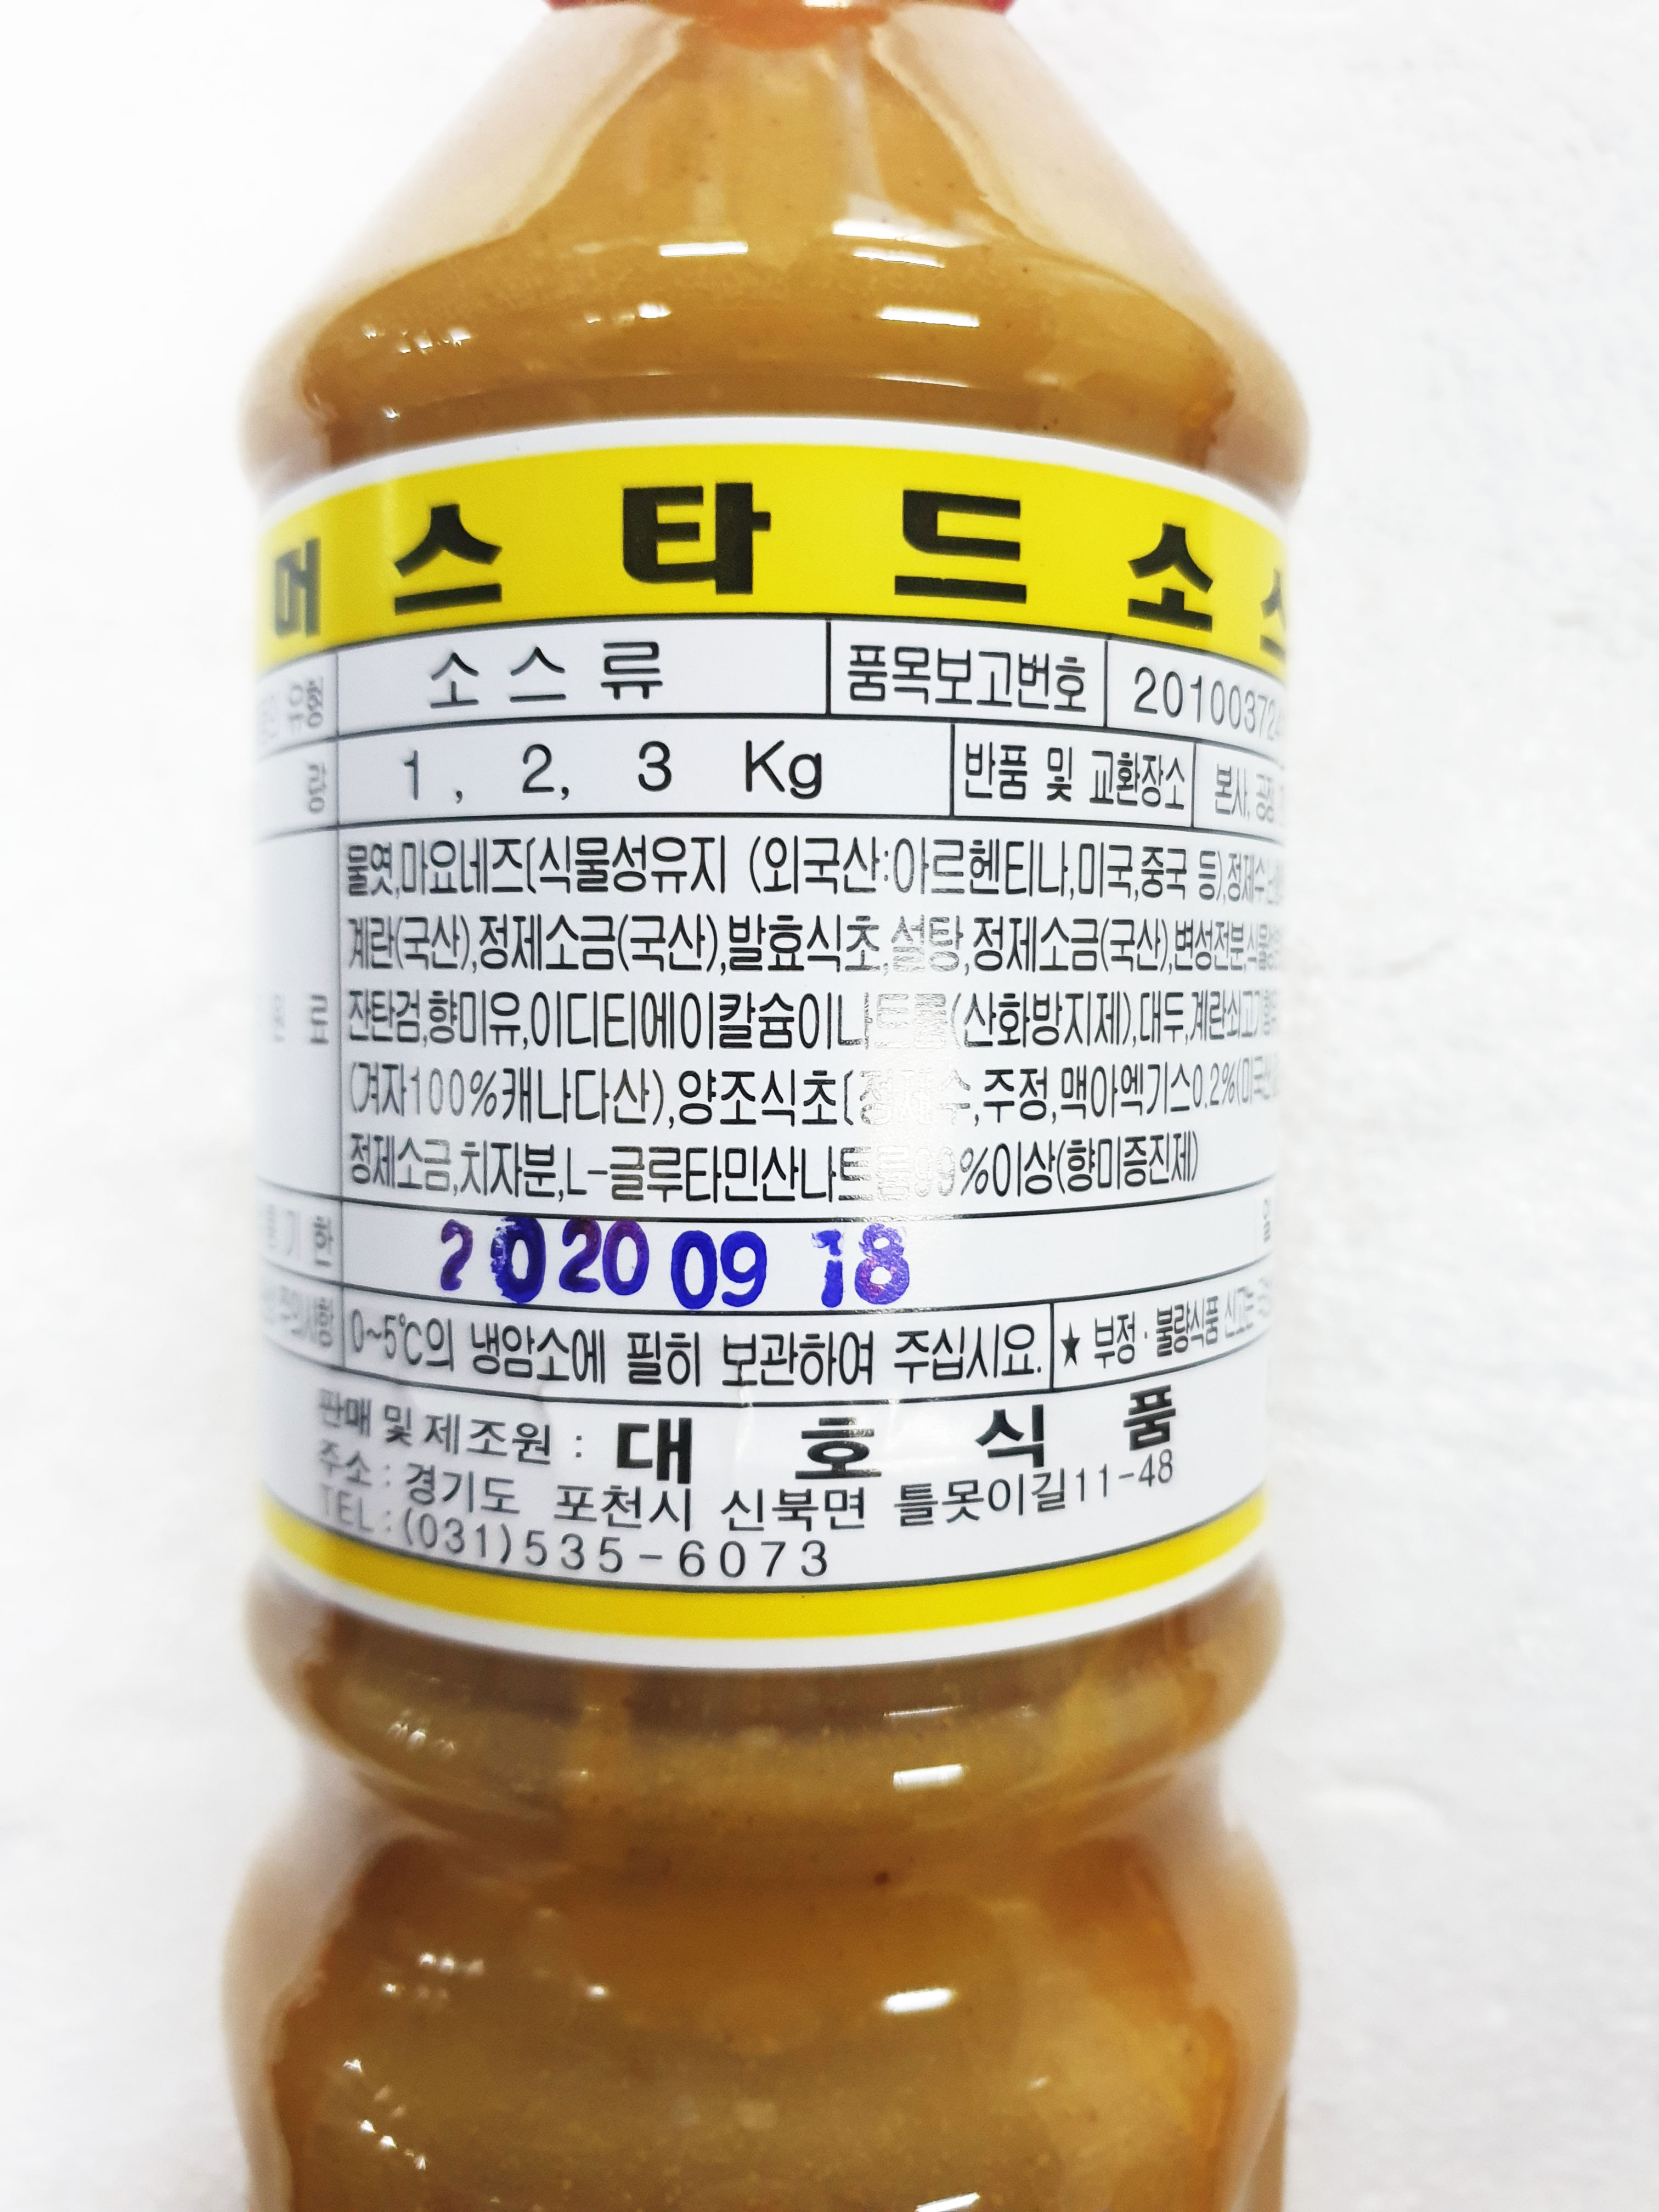 머스타드소스
소스류 품목보고번호 20100372
량 1, 2, 3 Kg 반품 및 교환장소 본사,
물엿,마요네즈[식물성유지 (외국산:아르헨티나,미국,중국 등),정제수
계란(국산),정제소금(국산),발효식초,설탕,정제소금(국산),변성전분
료 잔탄검,향미유,이디티에이칼슘이나트륨(산화방지제),대두,계란쇠고기
(겨자100%캐나다산),양조식초[정제수,주정,맥아엑기스0.2%
정제소금,치자분,L-글루타민산나트륨99%이상(향미증진제)
2020 09 18
0~5℃의 냉암소에 필히 보관하여 주십시요. ★ 부정·불량식품 신고는
판매 및 제조원 : 대호식품
주소 : 경기도 포천시 신북면 틀못이길11-48
TEL:(031)535-6073